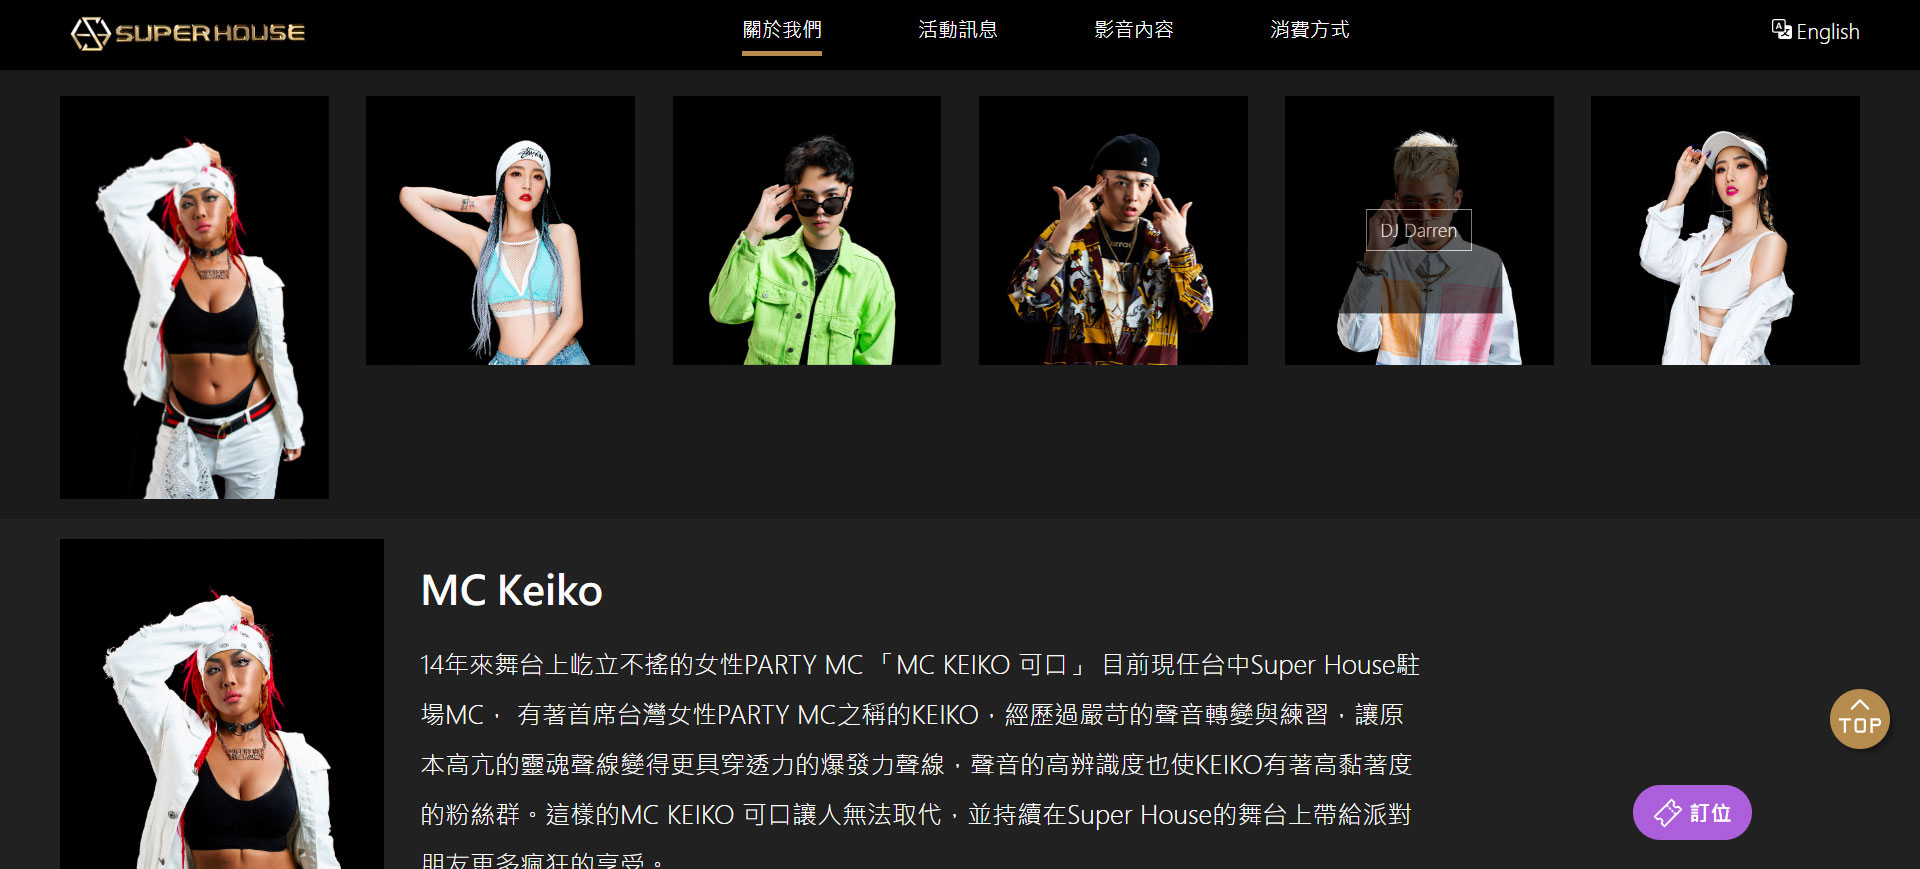 SUPER HOUSE
關於我們
活動訊息
影音內容
消費方式
English
DJ Darren
MC Keiko
14年來舞台上屹立不搖的女性PARTY MC 「MC KEIKO 可口」 目前現任台中Super House駐
場MC， 有著首席台灣女性PARTY MC之稱的KEIKO，經歷過嚴苛的聲音轉變與練習，讓原
本高亢的靈魂聲線變得更具穿透力的爆發力聲線，聲音的高辨識度也使KEIKO有著高黏著度
的粉絲群。這樣的MC KEIKO 可口讓人無法取代，並持續在Super House的舞台上帶給派對
朋友更多瘋狂的享受。
TOP
訂位